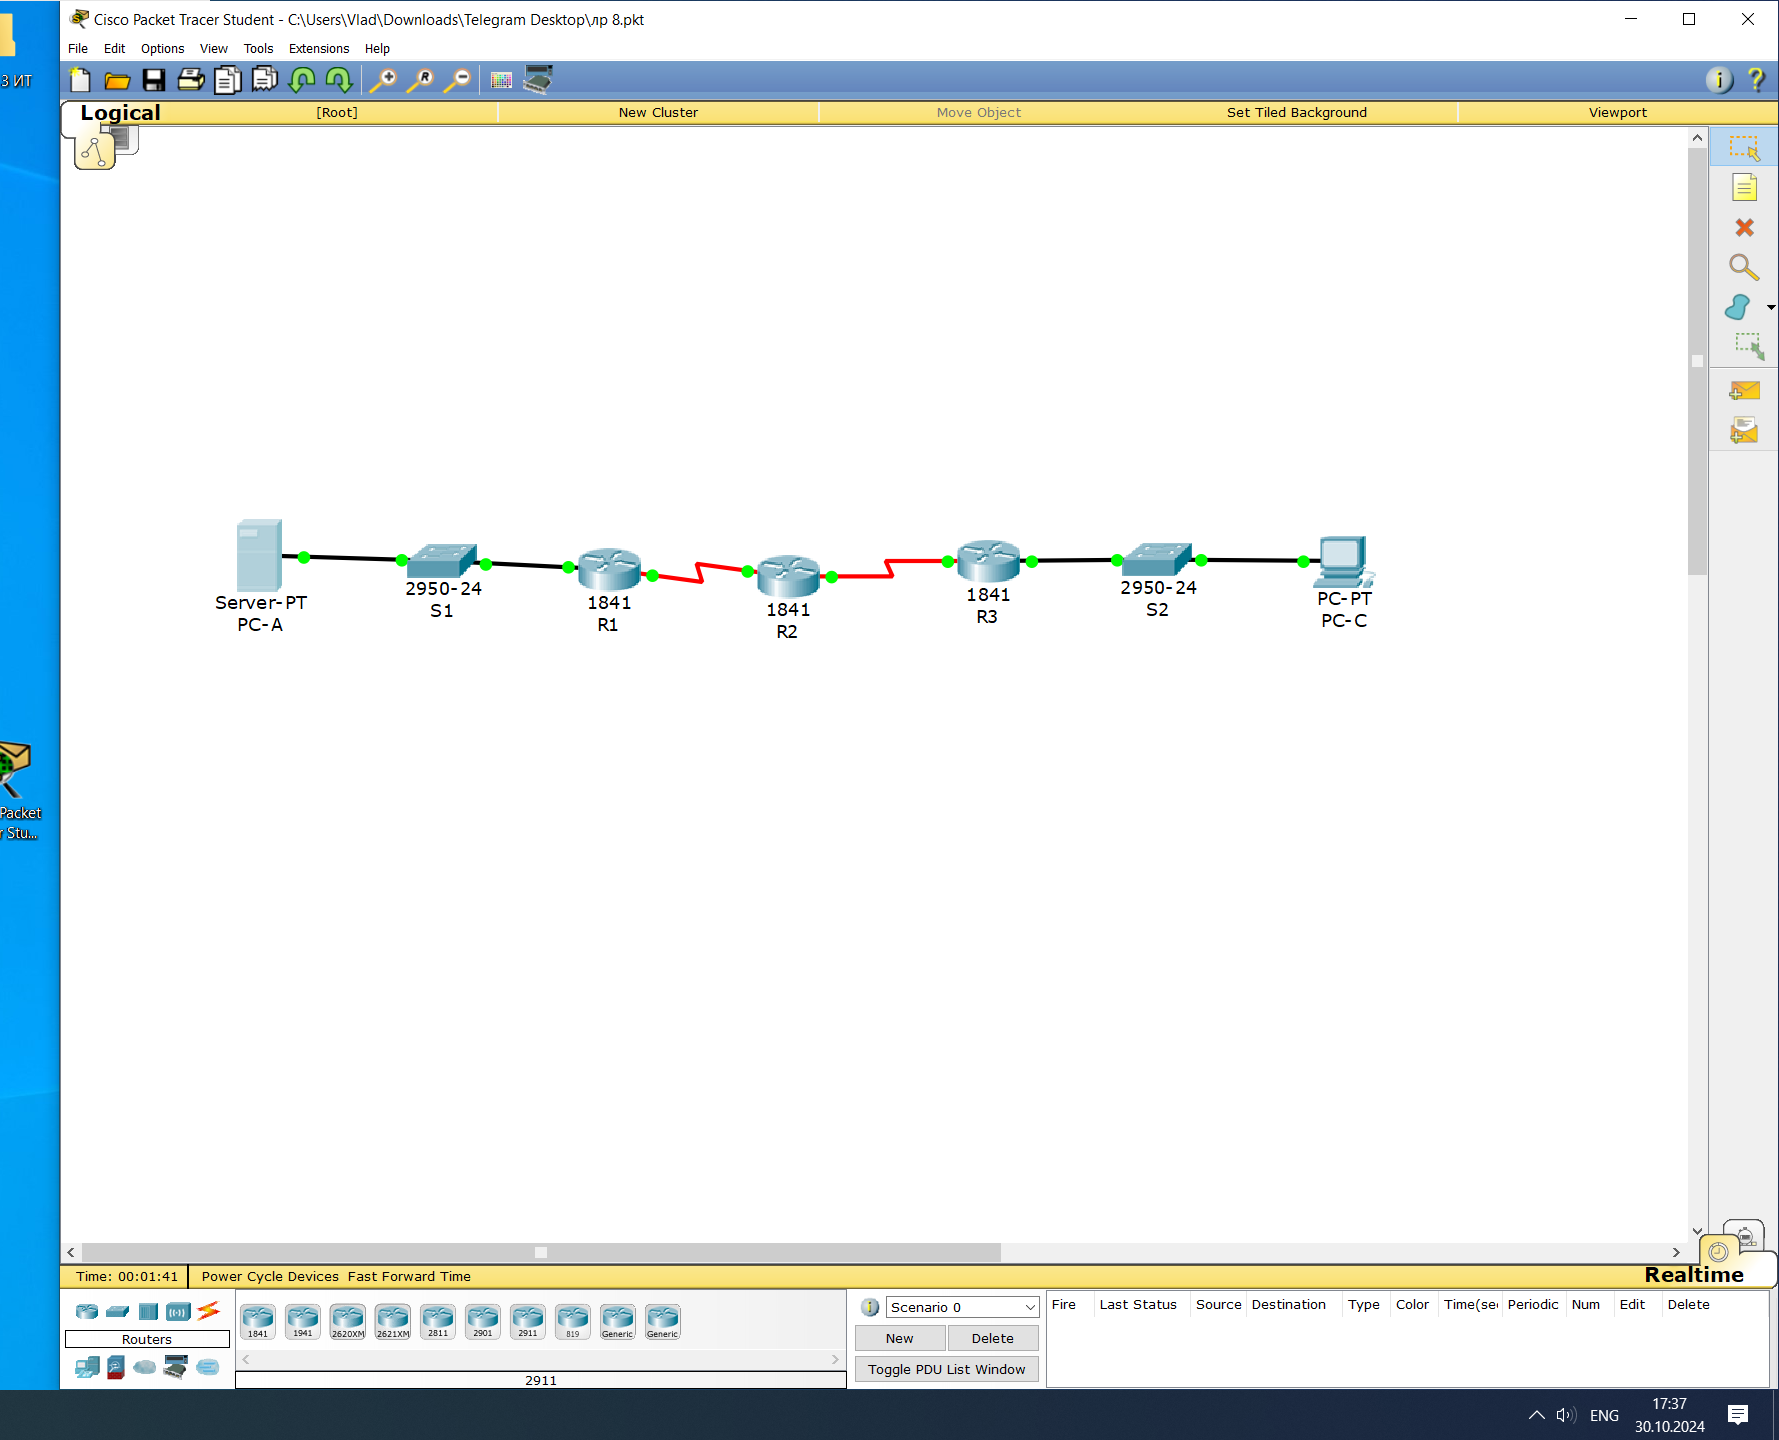 Cisco Packet Tracer Student - C:\Users\Vlad\Downloads\Telegram Desktop\лр 8.pkt
File Edit Options View Tools Extensions Help
З ИТ
Logical [Root] New Cluster Move Object Set Tiled Background Viewport
Server-PT
PC-A
2950-24
S1
1841
R1
1841
R2
1841
R3
2950-24
S2
PC-PT
PC-C
Packet
r Stu...
Time: 00:01:41 Power Cycle Devices Fast Forward Time Realtime
Routers
1841 1941 2620XM 2621XM 2811 2901 2911 819 Generic Generic
2911
Scenario 0
New Delete
Toggle PDU List Window
Fire Last Status Source Destination Type Color Time(sec Periodic Num Edit Delete
ENG
17:37
30.10.2024